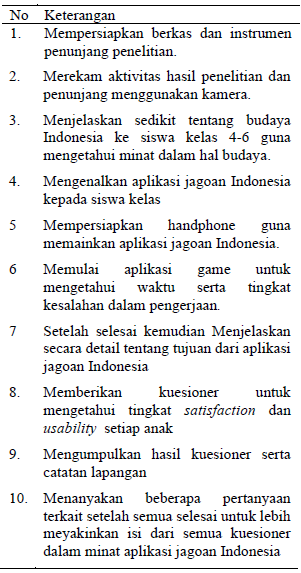 No Keterangan
1. Mempersiapkan berkas dan instrumen
penunjang penelitian.
2. Merekam aktivitas hasil penelitian dan
penunjang menggunakan kamera.
3. Menjelaskan sedikit tentang budaya
Indonesia ke siswa kelas 4-6 guna
mengetahui minat dalam hal budaya.
4. Mengenalkan aplikasi jagoan Indonesia
kepada siswa kelas
5 Mempersiapkan handphone guna
memainkan aplikasi jagoan Indonesia.
6 Memulai aplikasi game untuk
mengetahui waktu serta tingkat
kesalahan dalam pengerjaan.
7 Setelah selesai kemudian Menjelaskan
secara detail tentang tujuan dari aplikasi
jagoan Indonesia
8. Memberikan kuesioner untuk
mengetahui tingkat satisfaction dan
usability setiap anak
9. Mengumpulkan hasil kuesioner serta
catatan lapangan
10. Menanyakan beberapa pertanyaan
terkait setelah semua selesai untuk lebih
meyakinkan isi dari semua kuesioner
dalam minat aplikasi jagoan Indonesia